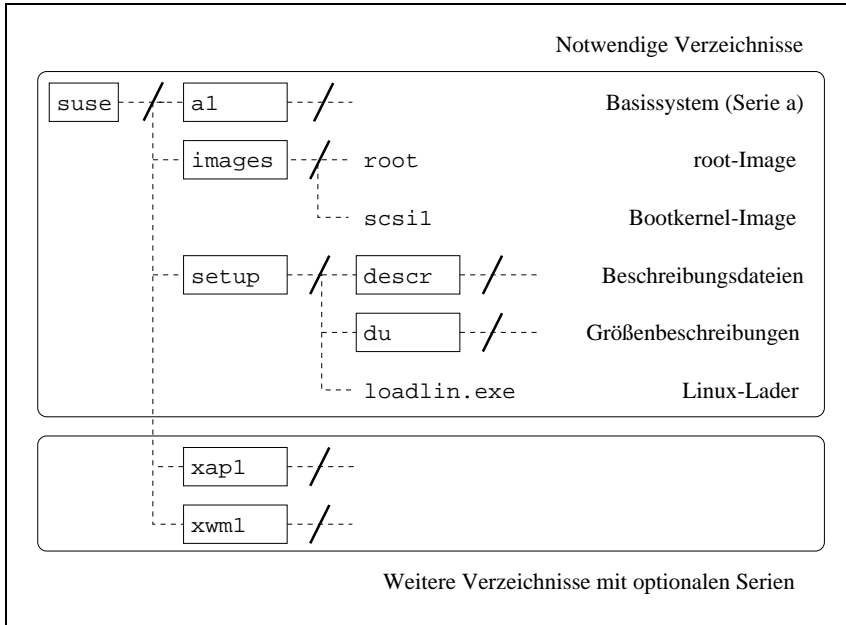 Notwendige Verzeichnisse
suse a1 Basissystem (Serie a)
images root root-Image
scsi1 Bootkernel-Image
setup descr Beschreibungsdateien
du Größenbeschreibungen
loadlin.exe Linux-Lader
xap1
xwm1
Weitere Verzeichnisse mit optionalen Serien